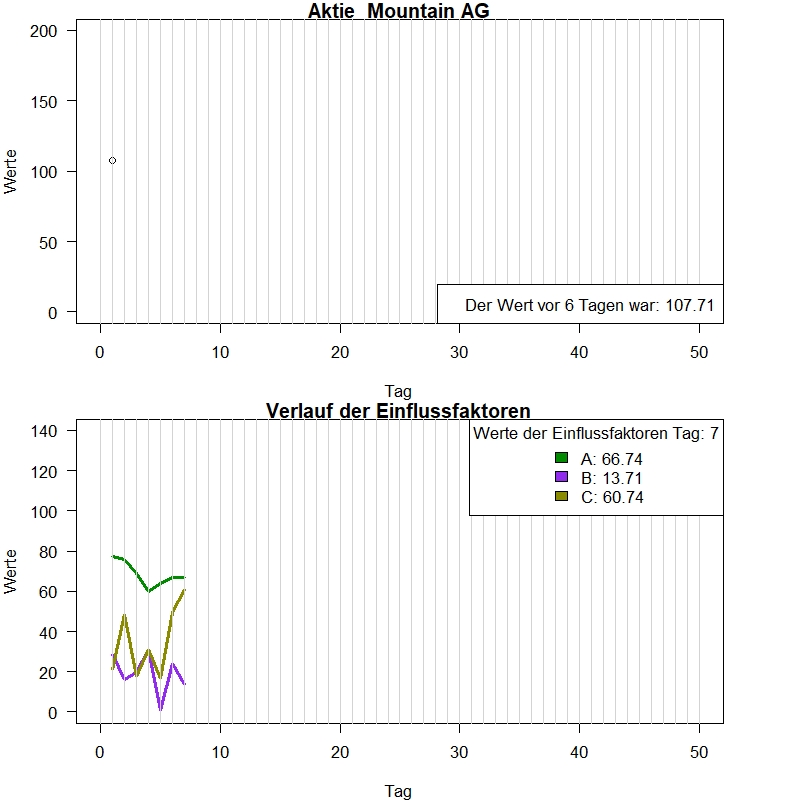 Aktie  Mountain AG
200
150
100
50
0
Werte
Der Wert vor 6 Tagen war: 107.71
0 10 20 30 40 50
Tag
Verlauf der Einflussfaktoren
140
120
100
80
60
40
20
0
Werte
Werte der Einflussfaktoren Tag: 7
A: 66.74
B: 13.71
C: 60.74
0 10 20 30 40 50
Tag